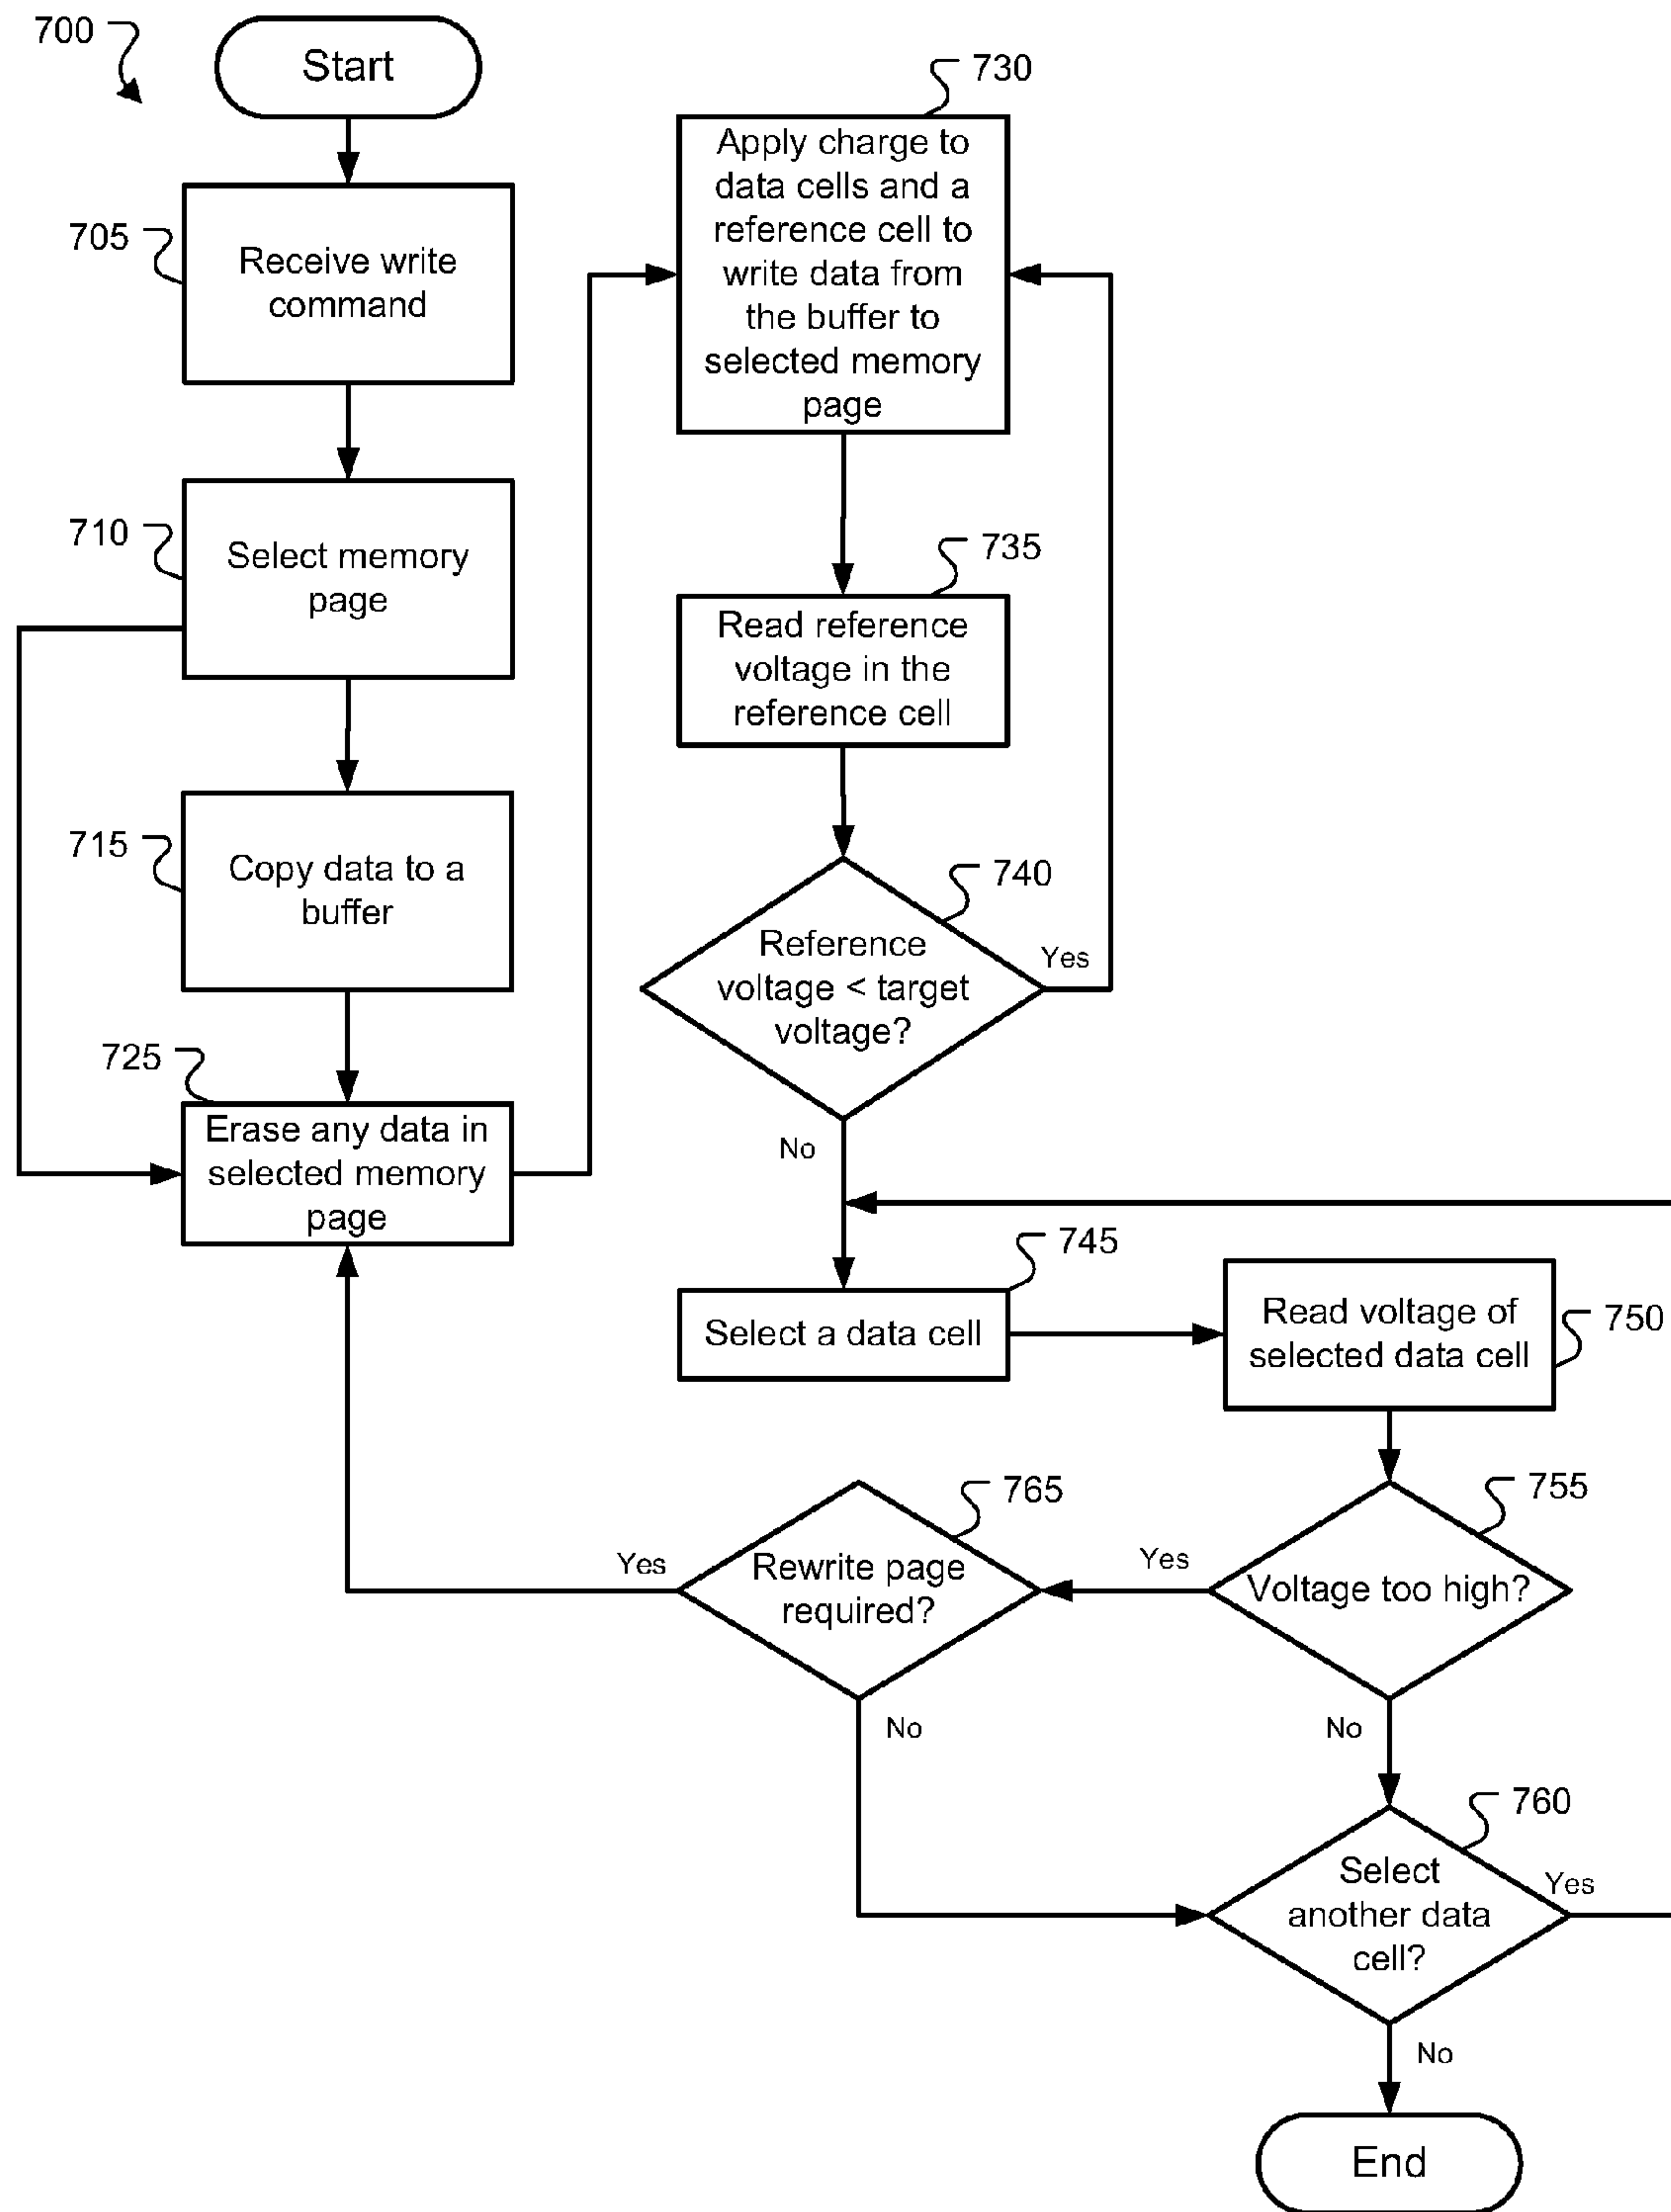 700
Start
705
Receive write
command
710
Select memory
page
715
Copy data to a
buffer
725
Erase any data in
selected memory
page
730
Apply charge to
data cells and a
reference cell to
write data from
the buffer to
selected memory
page
735
Read reference
voltage in the
reference cell
740
Reference
voltage < target
voltage?
Yes
No
745
Select a data cell
750
Read voltage of
selected data cell
755
Voltage too high?
Yes
No
765
Rewrite page
required?
Yes
No
760
Select
another data
cell?
Yes
No
End